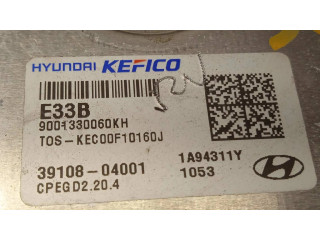 HYUNDAI KEFICO
E33B
9001330060KH
TOS-KEC00F10160J
39108-04001
1A94311Y
CPEGD2.20.4
1053